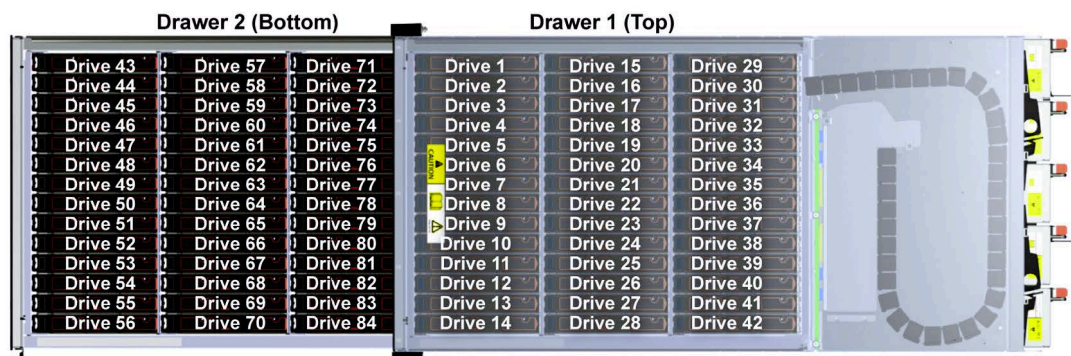 Drawer 2 (Bottom) Drawer 1 (Top)
Drive 43 Drive 57 Drive 71 Drive 1 Drive 15 Drive 29
Drive 44 Drive 58 Drive 72 Drive 2 Drive 16 Drive 30
Drive 45 Drive 59 Drive 73 Drive 3 Drive 17 Drive 31
Drive 46 Drive 60 Drive 74 Drive 4 Drive 18 Drive 32
Drive 47 Drive 61 Drive 75 Drive 5 Drive 19 Drive 33
Drive 48 Drive 62 Drive 76 Drive 6 Drive 20 Drive 34
Drive 49 Drive 63 Drive 77 Drive 7 Drive 21 Drive 35
Drive 50 Drive 64 Drive 78 Drive 8 Drive 22 Drive 36
Drive 51 Drive 65 Drive 79 Drive 9 Drive 23 Drive 37
Drive 52 Drive 66 Drive 80 Drive 10 Drive 24 Drive 38
Drive 53 Drive 67 Drive 81 Drive 11 Drive 25 Drive 39
Drive 54 Drive 68 Drive 82 Drive 12 Drive 26 Drive 40
Drive 55 Drive 69 Drive 83 Drive 13 Drive 27 Drive 41
Drive 56 Drive 70 Drive 84 Drive 14 Drive 28 Drive 42
CAUTION